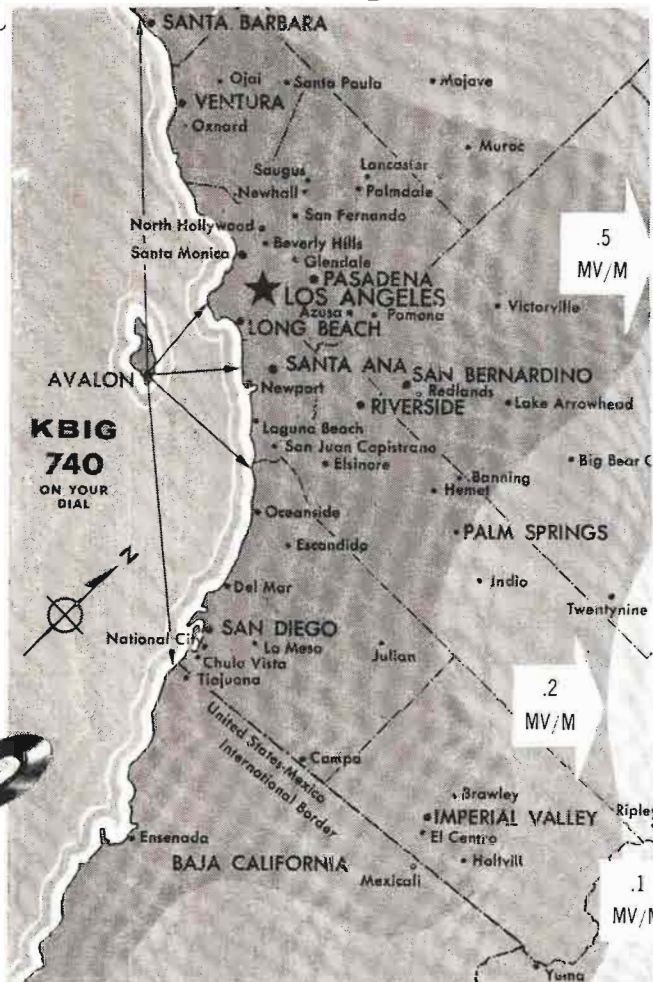 SANTA BARBARA
Ojai
Santa Paula
Mojave
VENTURA
Oxnard
Muroc
Saugus
Lancaster
Newhall
Palmdale
San Fernando
North Hollywood
Beverly Hills
Santa Monica
Glendale
.5
MV/M
PASADENA
LOS ANGELES
Victorville
Azusa
Pomona
LONG BEACH
AVALON
SANTA ANA
SAN BERNARDINO
Newport
Redlands
RIVERSIDE
Lake Arrowhead
KBIG
740
ON YOUR
DIAL
Laguna Beach
San Juan Capistrano
Elsinore
Big Bear C
Banning
Hemet
Oceanside
PALM SPRINGS
Escondido
N
Indio
Del Mar
Twentynine
National City
SAN DIEGO
La Mesa
Julian
Chula Vista
Tiajuana
.2
MV/M
United States-Mexico
International Border
Campo
Brawley
IMPERIAL VALLEY
Ripley
El Centro
Ensenada
BAJA CALIFORNIA
Holtvill
Mexicali
.1
MV/M
Yuma